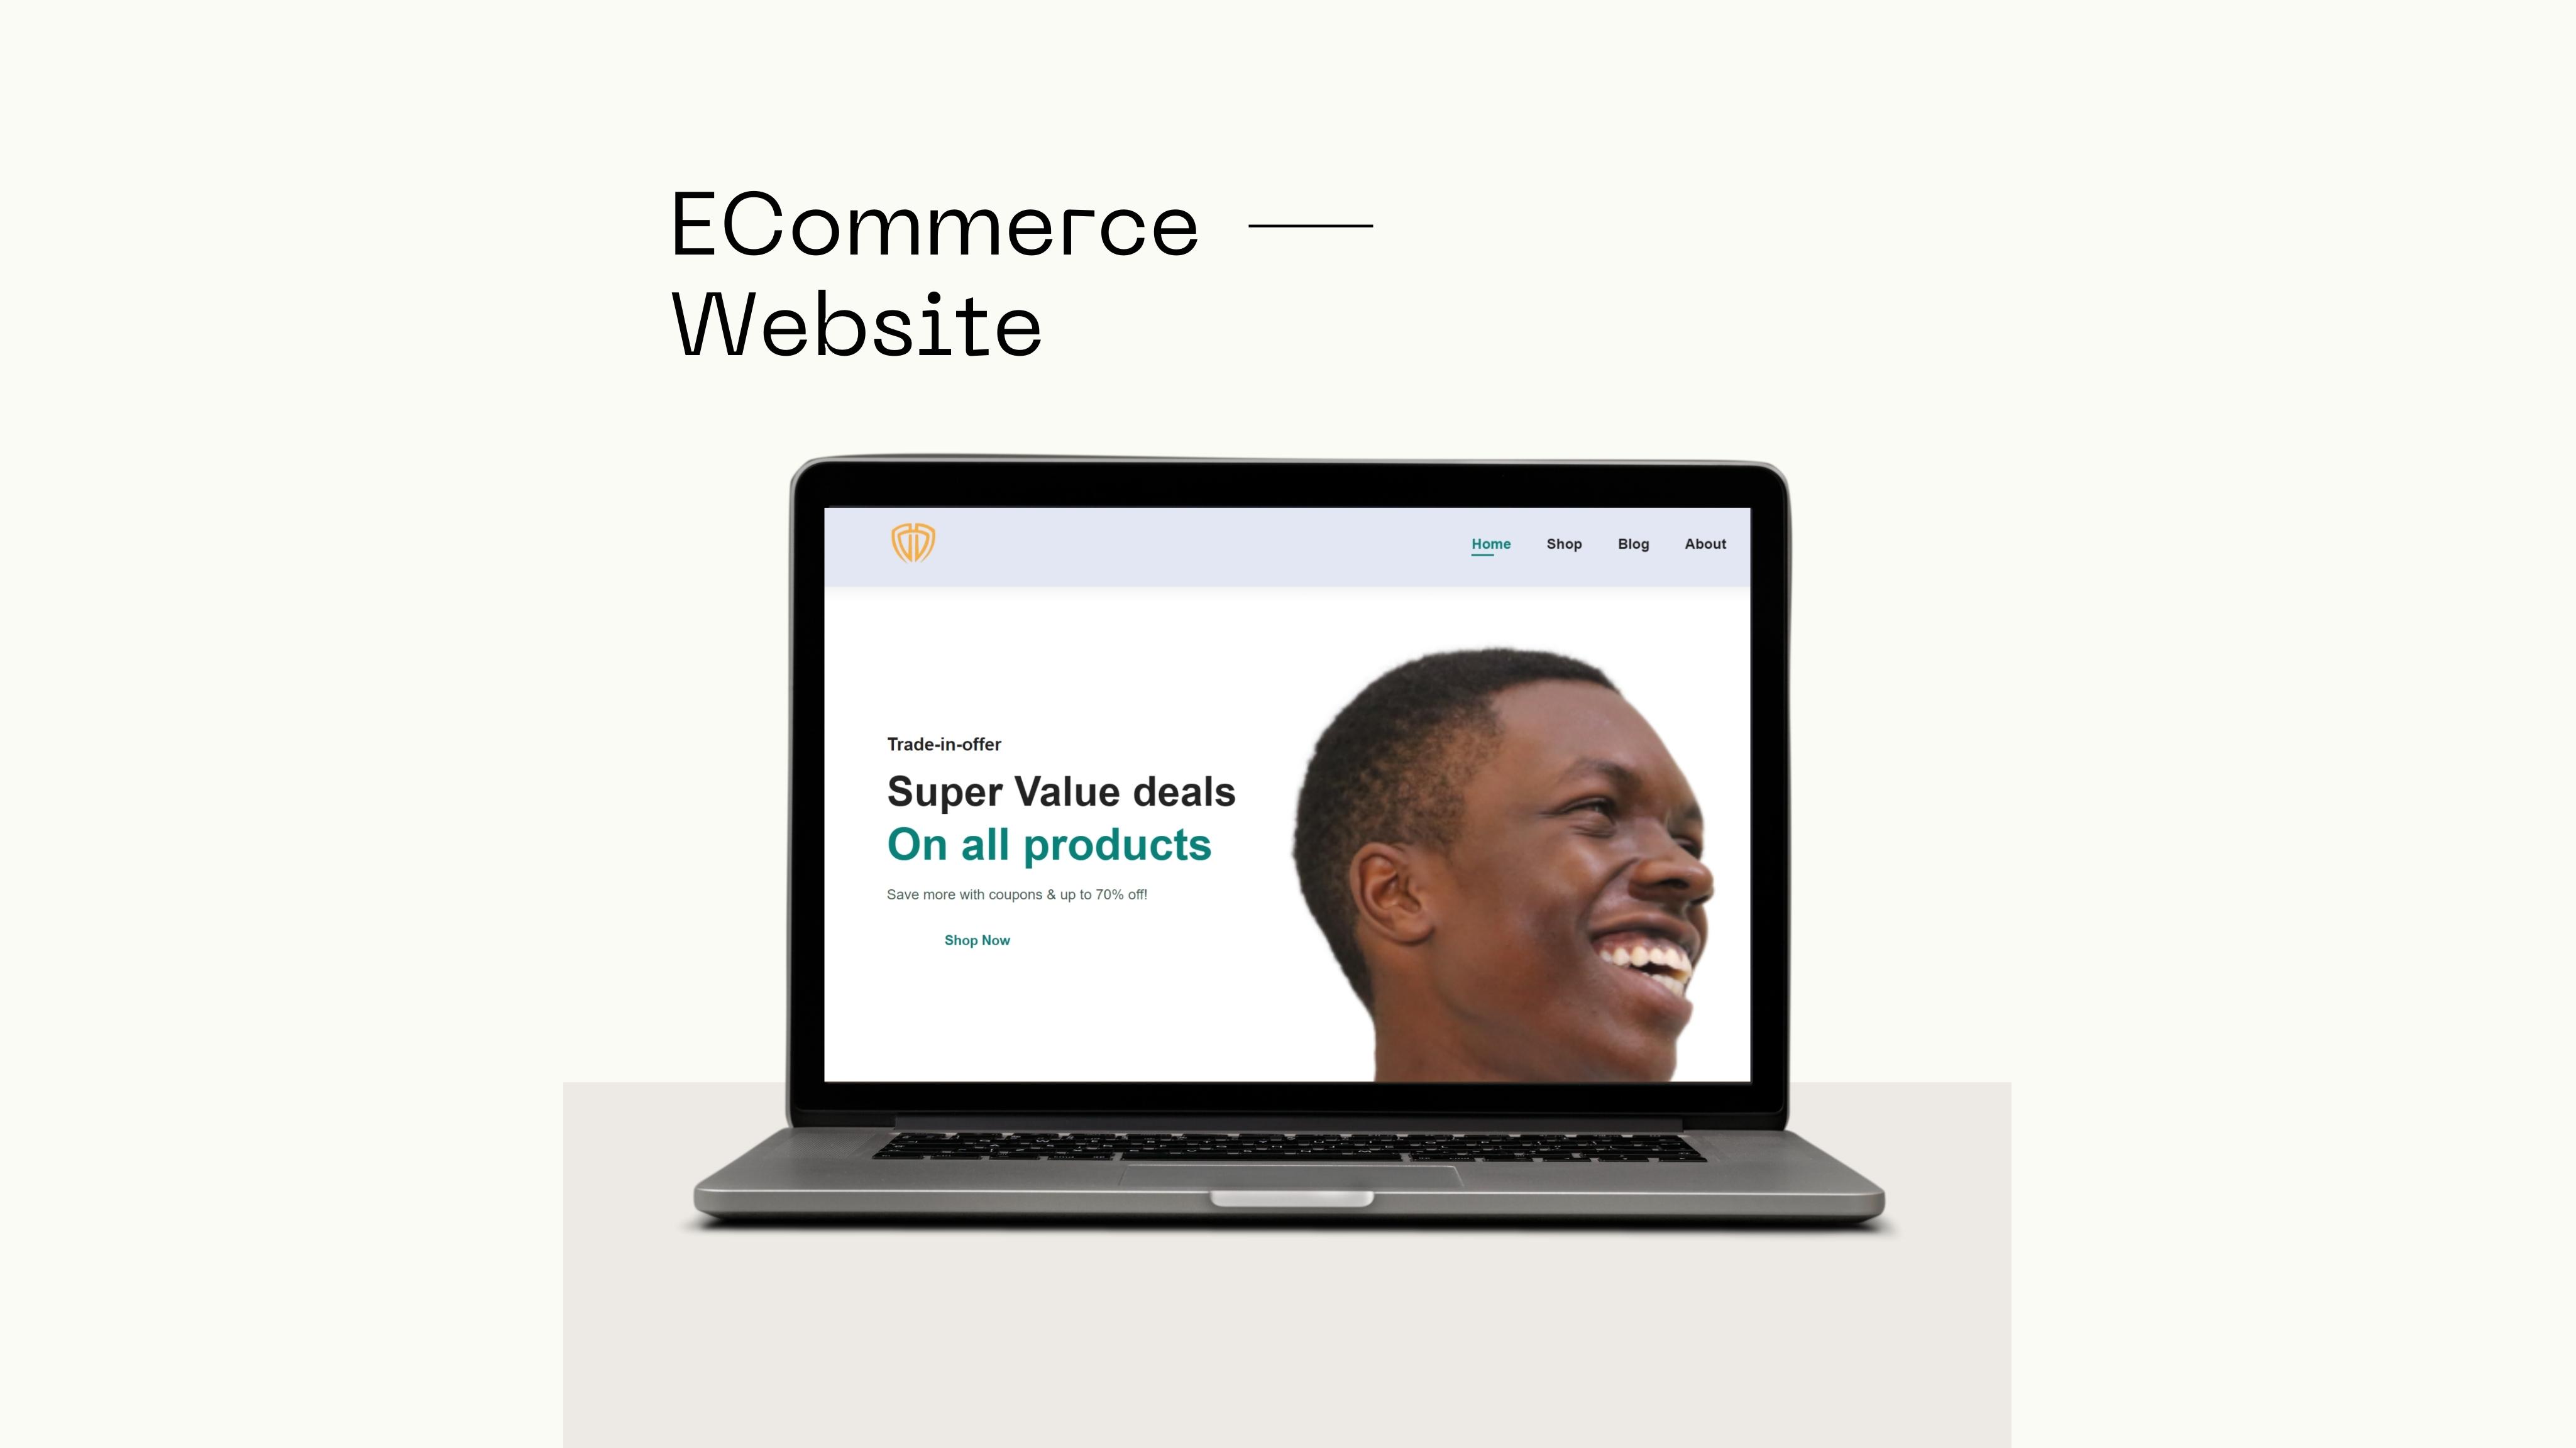 ECommerce
Website
Home Shop Blog About
Trade-in-offer
Super Value deals
On all products
Save more with coupons & up to 70% off!
Shop Now